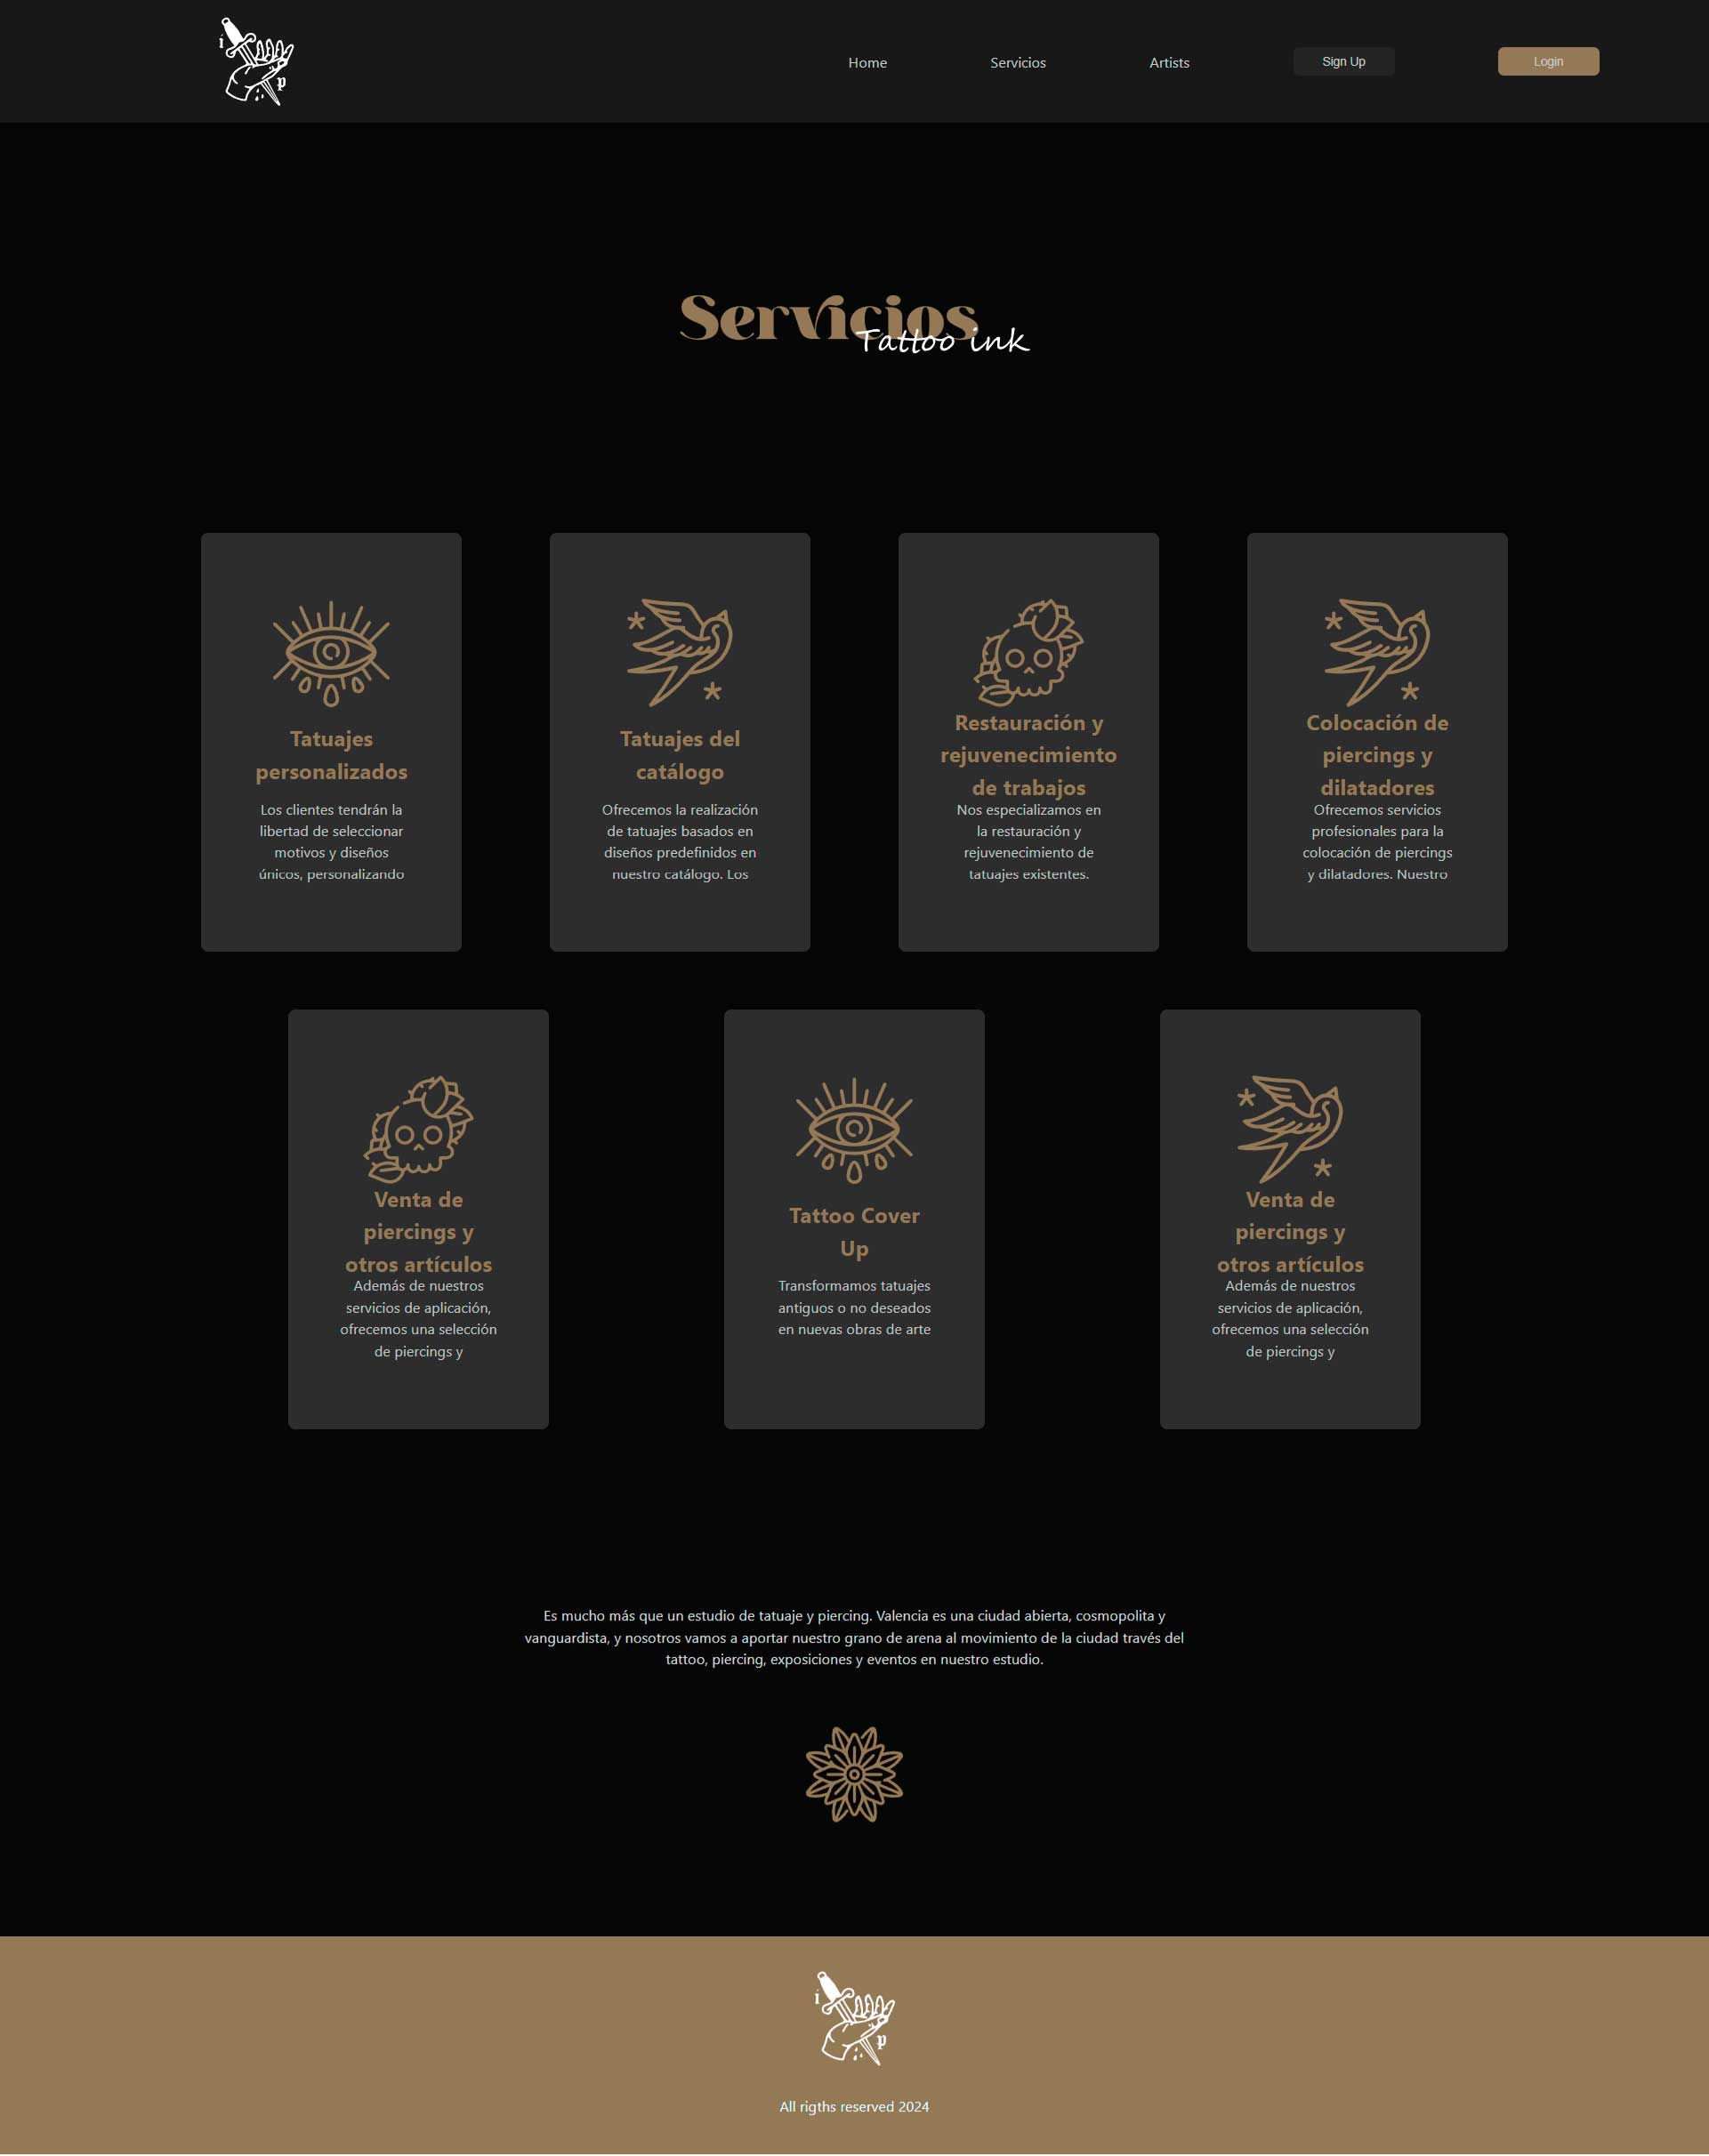 i
p
Home
Servicios
Artists
Sign Up
Login
Servicios
Tattoo ink
Tatuajes
personalizados
Los clientes tendrán la
libertad de seleccionar
motivos y diseños
únicos, personalizando
Tatuajes del
catálogo
Ofrecemos la realización
de tatuajes basados en
diseños predefinidos en
nuestro catálogo. Los
Restauración y
rejuvenecimiento
de trabajos
Nos especializamos en
la restauración y
rejuvenecimiento de
tatuajes existentes.
Colocación de
piercings y
dilatadores
Ofrecemos servicios
profesionales para la
colocación de piercings
y dilatadores. Nuestro
Venta de
piercings y
otros artículos
Además de nuestros
servicios de aplicación,
ofrecemos una selección
de piercings y
Tattoo Cover
Up
Transformamos tatuajes
antiguos o no deseados
en nuevas obras de arte
Venta de
piercings y
otros artículos
Además de nuestros
servicios de aplicación,
ofrecemos una selección
de piercings y
Es mucho más que un estudio de tatuaje y piercing. Valencia es una ciudad abierta, cosmopolita y
vanguardista, y nosotros vamos a aportar nuestro grano de arena al movimiento de la ciudad través del
tattoo, piercing, exposiciones y eventos en nuestro estudio.
i
p
All rigths reserved 2024